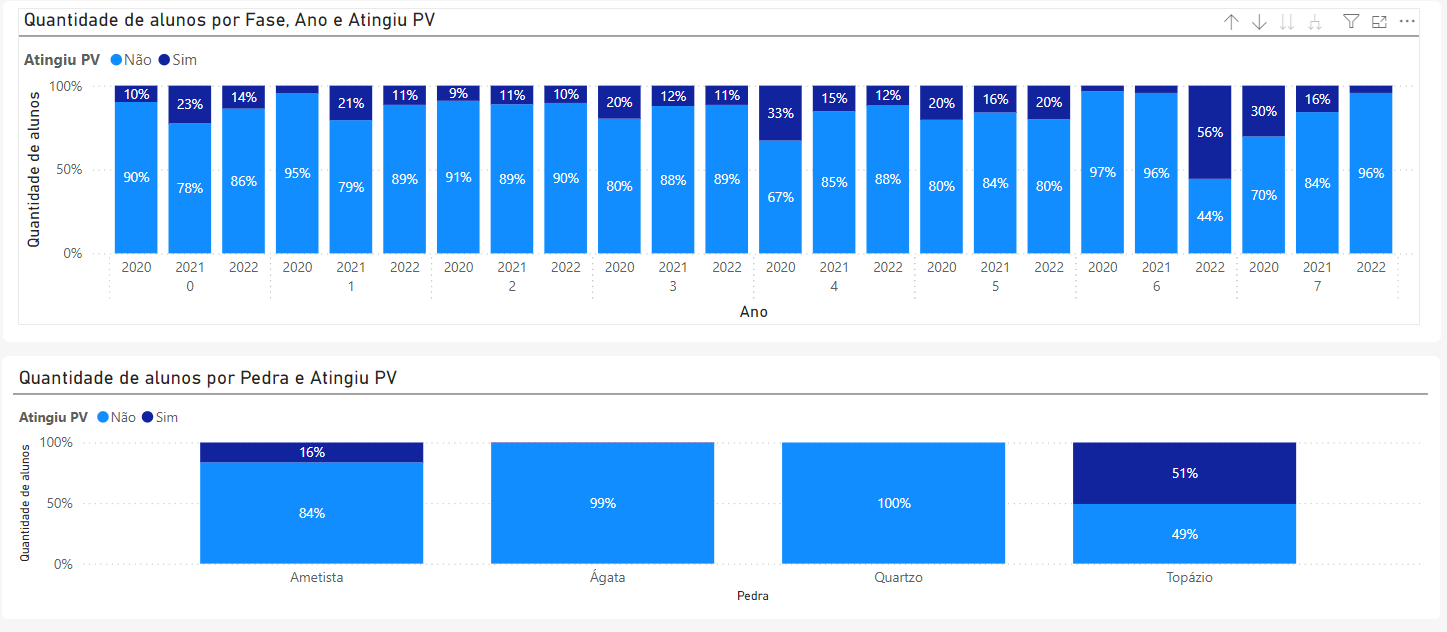 Quantidade de alunos por Fase, Ano e Atingiu PV
Atingiu PV Não Sim
Quantidade de alunos
100%
50%
0%
10% 23% 14% 21% 11% 9% 11% 10% 20% 12% 11% 33% 15% 12% 20% 16% 20% 56% 30% 16%
90% 78% 86% 95% 79% 89% 91% 89% 90% 80% 88% 89% 67% 85% 88% 80% 84% 80% 97% 96% 44% 70% 84% 96%
2020 2021 2022 2020 2021 2022 2020 2021 2022 2020 2021 2022 2020 2021 2022 2020 2021 2022 2020 2021 2022 2020 2021 2022
0 1 2 3 4 5 6 7
Ano
Quantidade de alunos por Pedra e Atingiu PV
Atingiu PV Não Sim
Quantidade de alunos
100%
50%
0%
16% 51%
84% 99% 100% 49%
Ametista Ágata Quartzo Topázio
Pedra